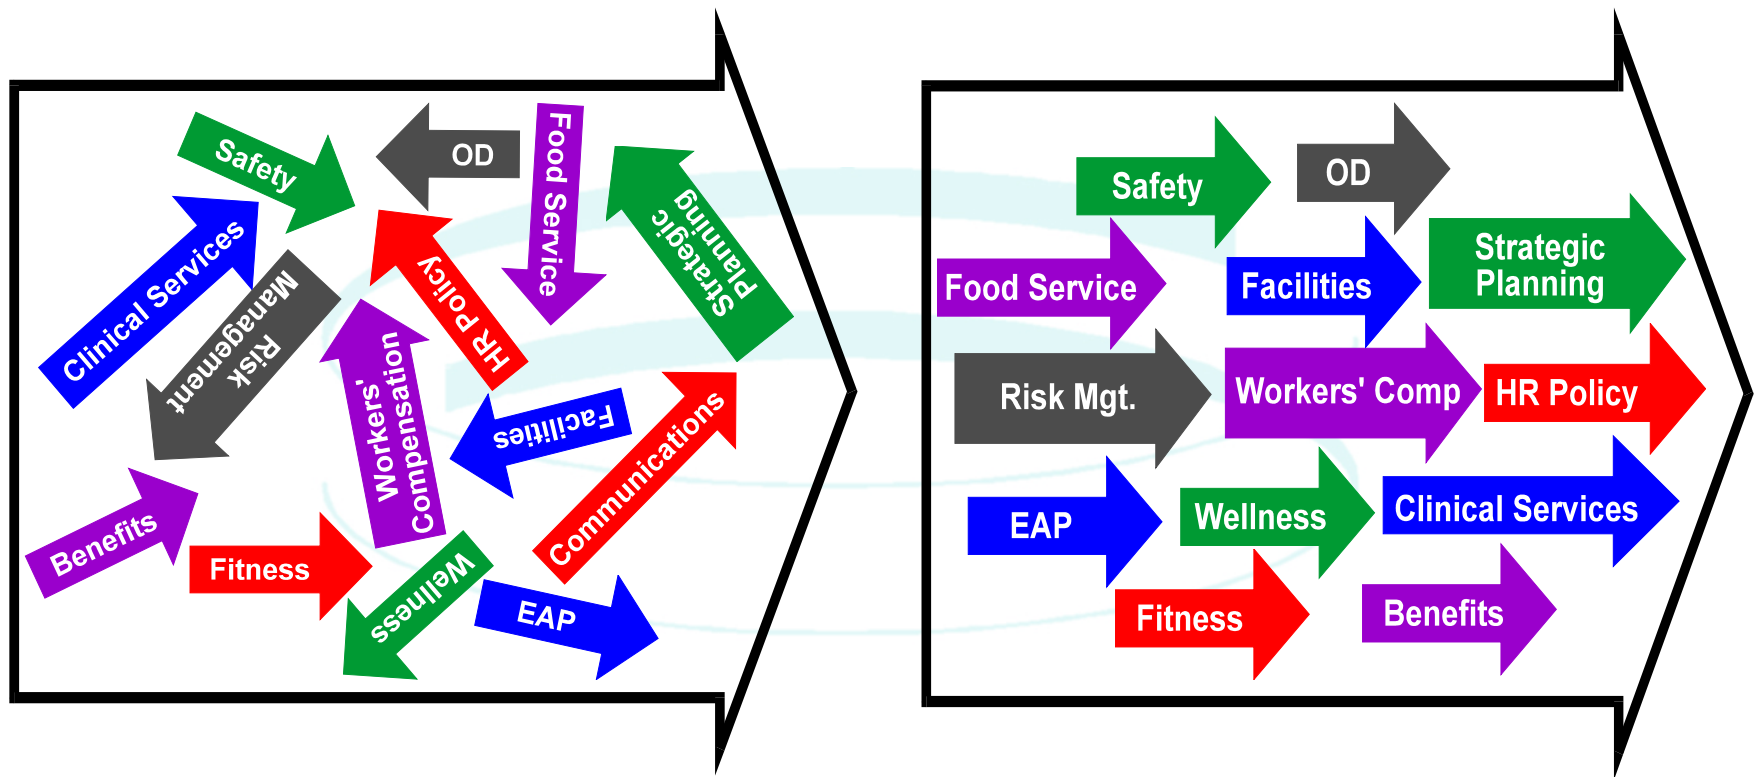 Safety
OD
Food Service
Strategic
Planning
Clinical Services
Risk
Management
HR Policy
Workers'
Compensation
Facilities
Communications
Benefits
Fitness
Wellness
EAP
Safety
OD
Food Service
Facilities
Strategic
Planning
Risk Mgt.
Workers' Comp
HR Policy
EAP
Wellness
Clinical Services
Fitness
Benefits